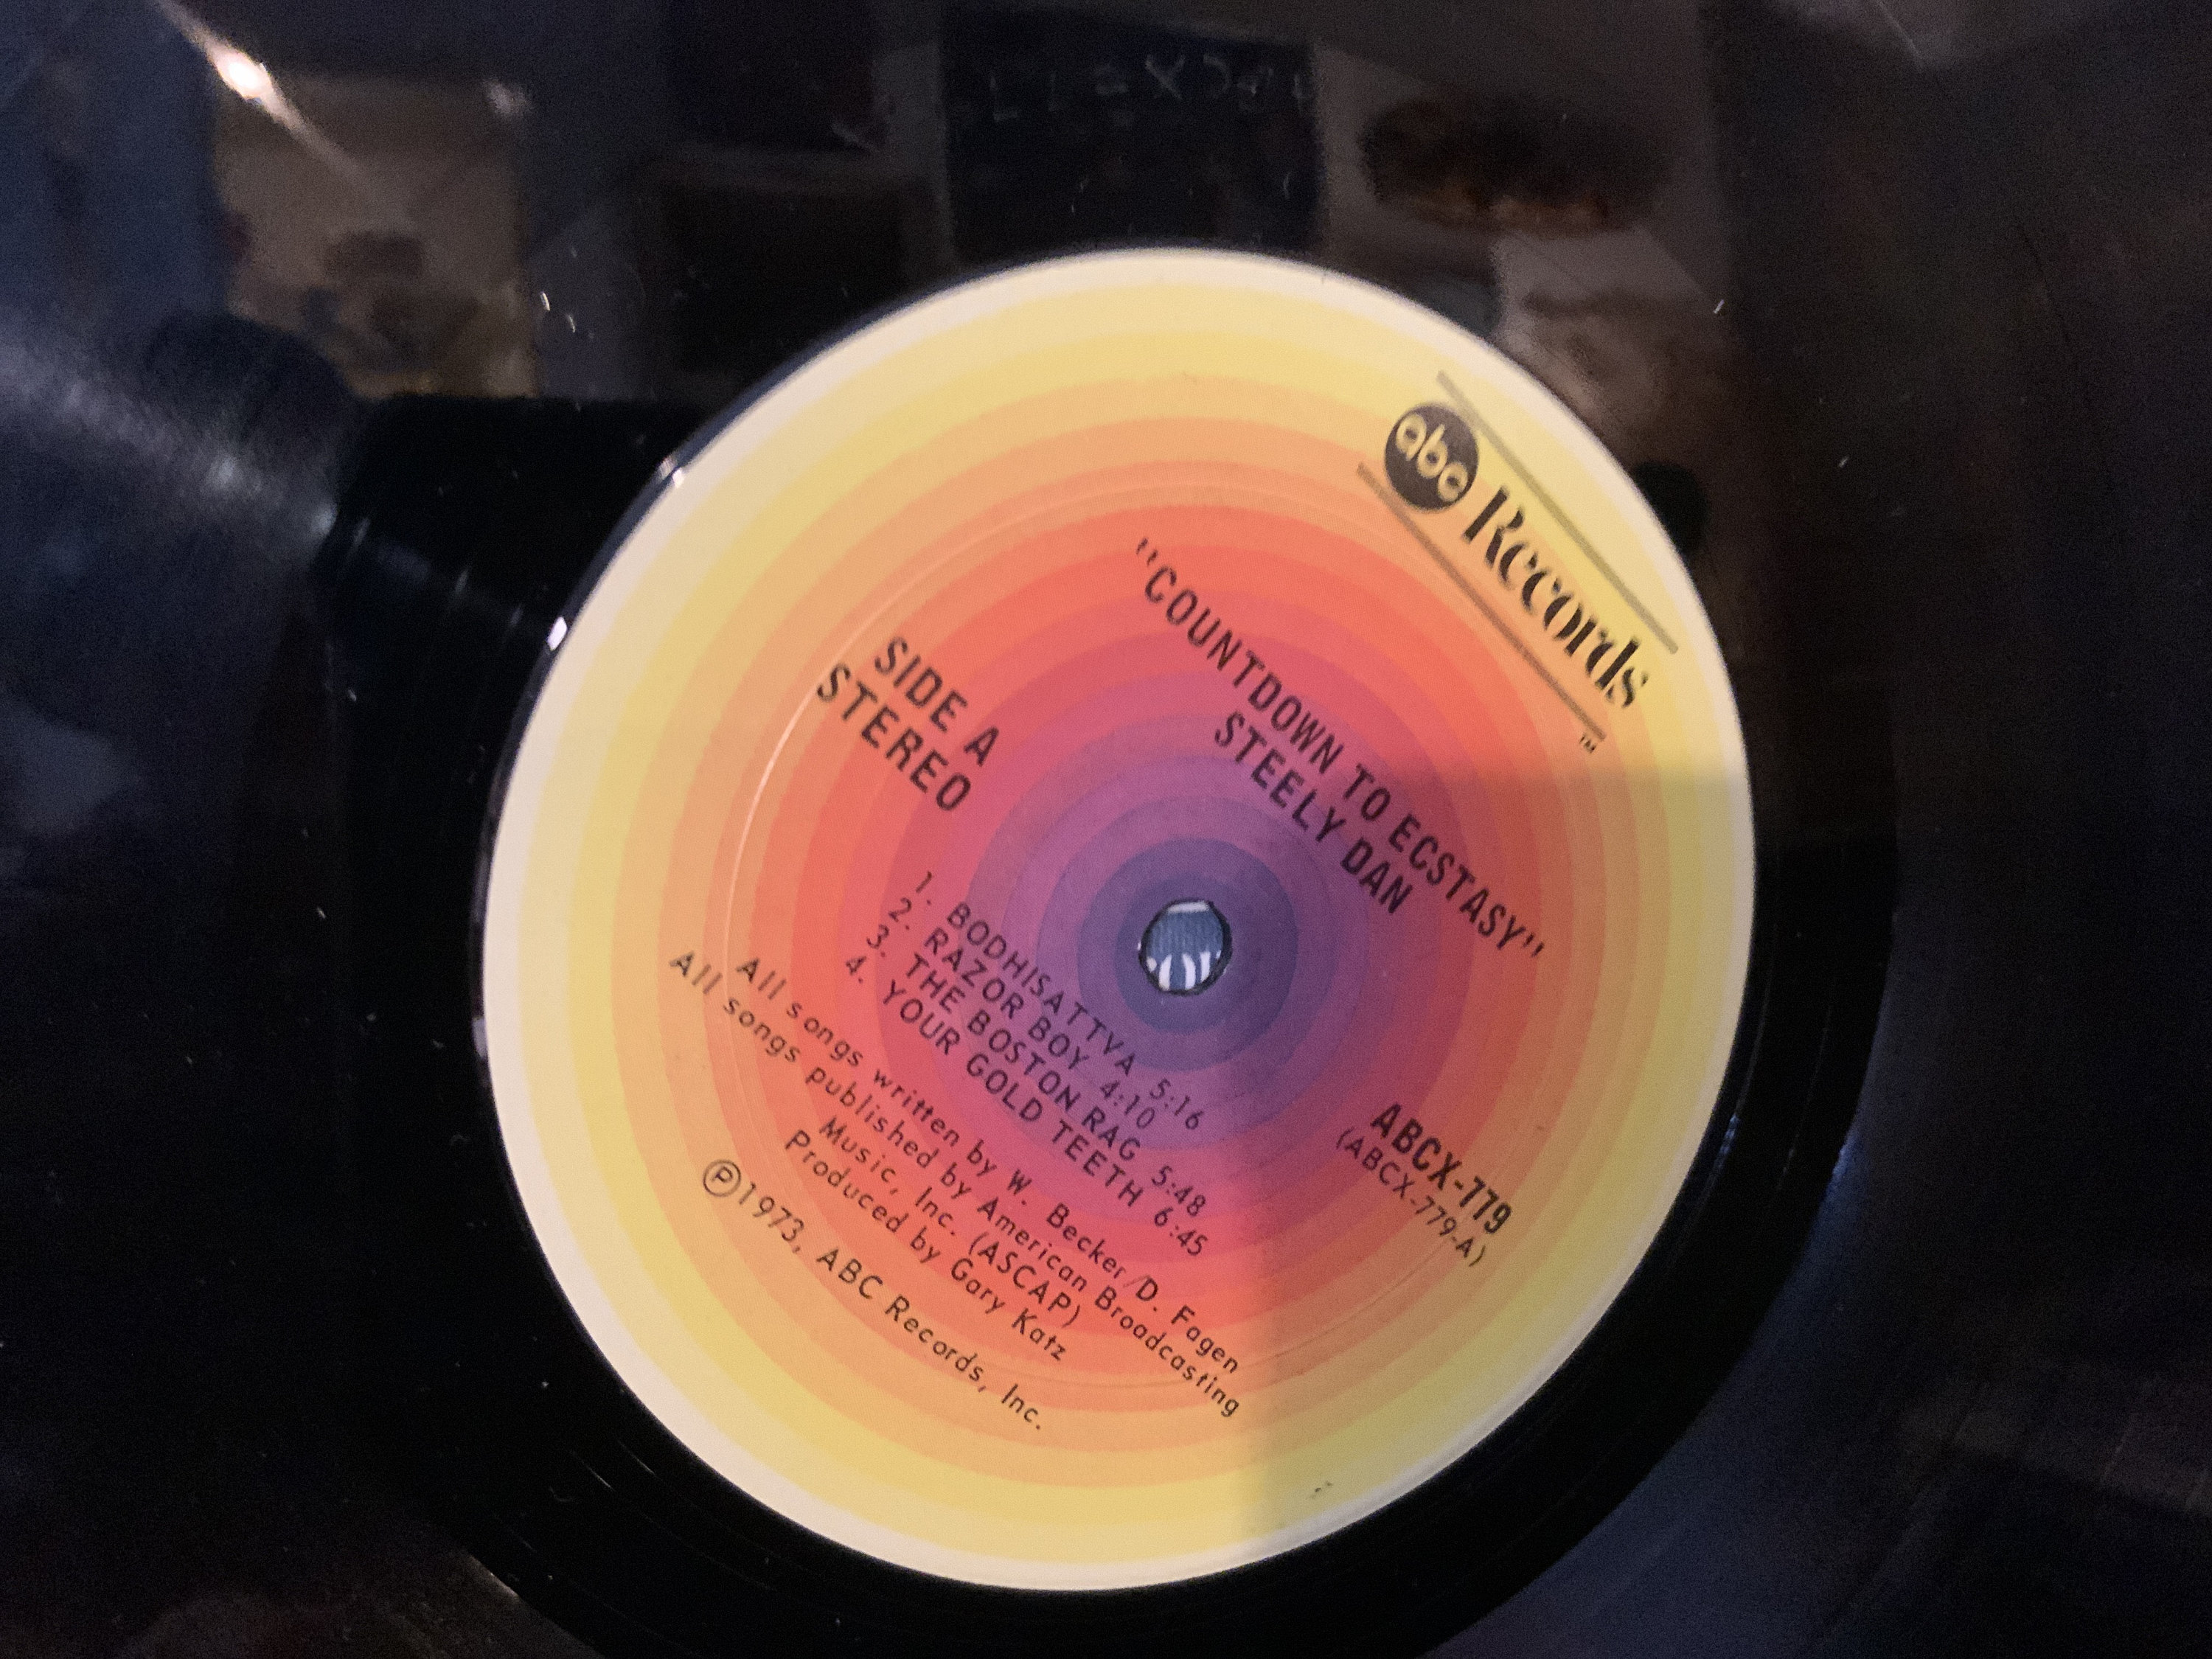 abc Records
™
"COUNTDOWN TO ECSTASY"
STEELY DAN
SIDE A
STEREO
ABCX-779
(ABCX-779-A)
1. BODHISATTVA 5:16
2. RAZOR BOY 4:10
3. THE BOSTON RAG 5:48
4. YOUR GOLD TEETH 6:45
All songs written by W. Becker/D. Fagen
All songs published by American Broadcasting
Music, Inc. (ASCAP)
Produced by Gary Katz
Ⓟ1973, ABC Records, Inc.